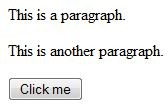 This is a paragraph.
This is another paragraph.
Click me